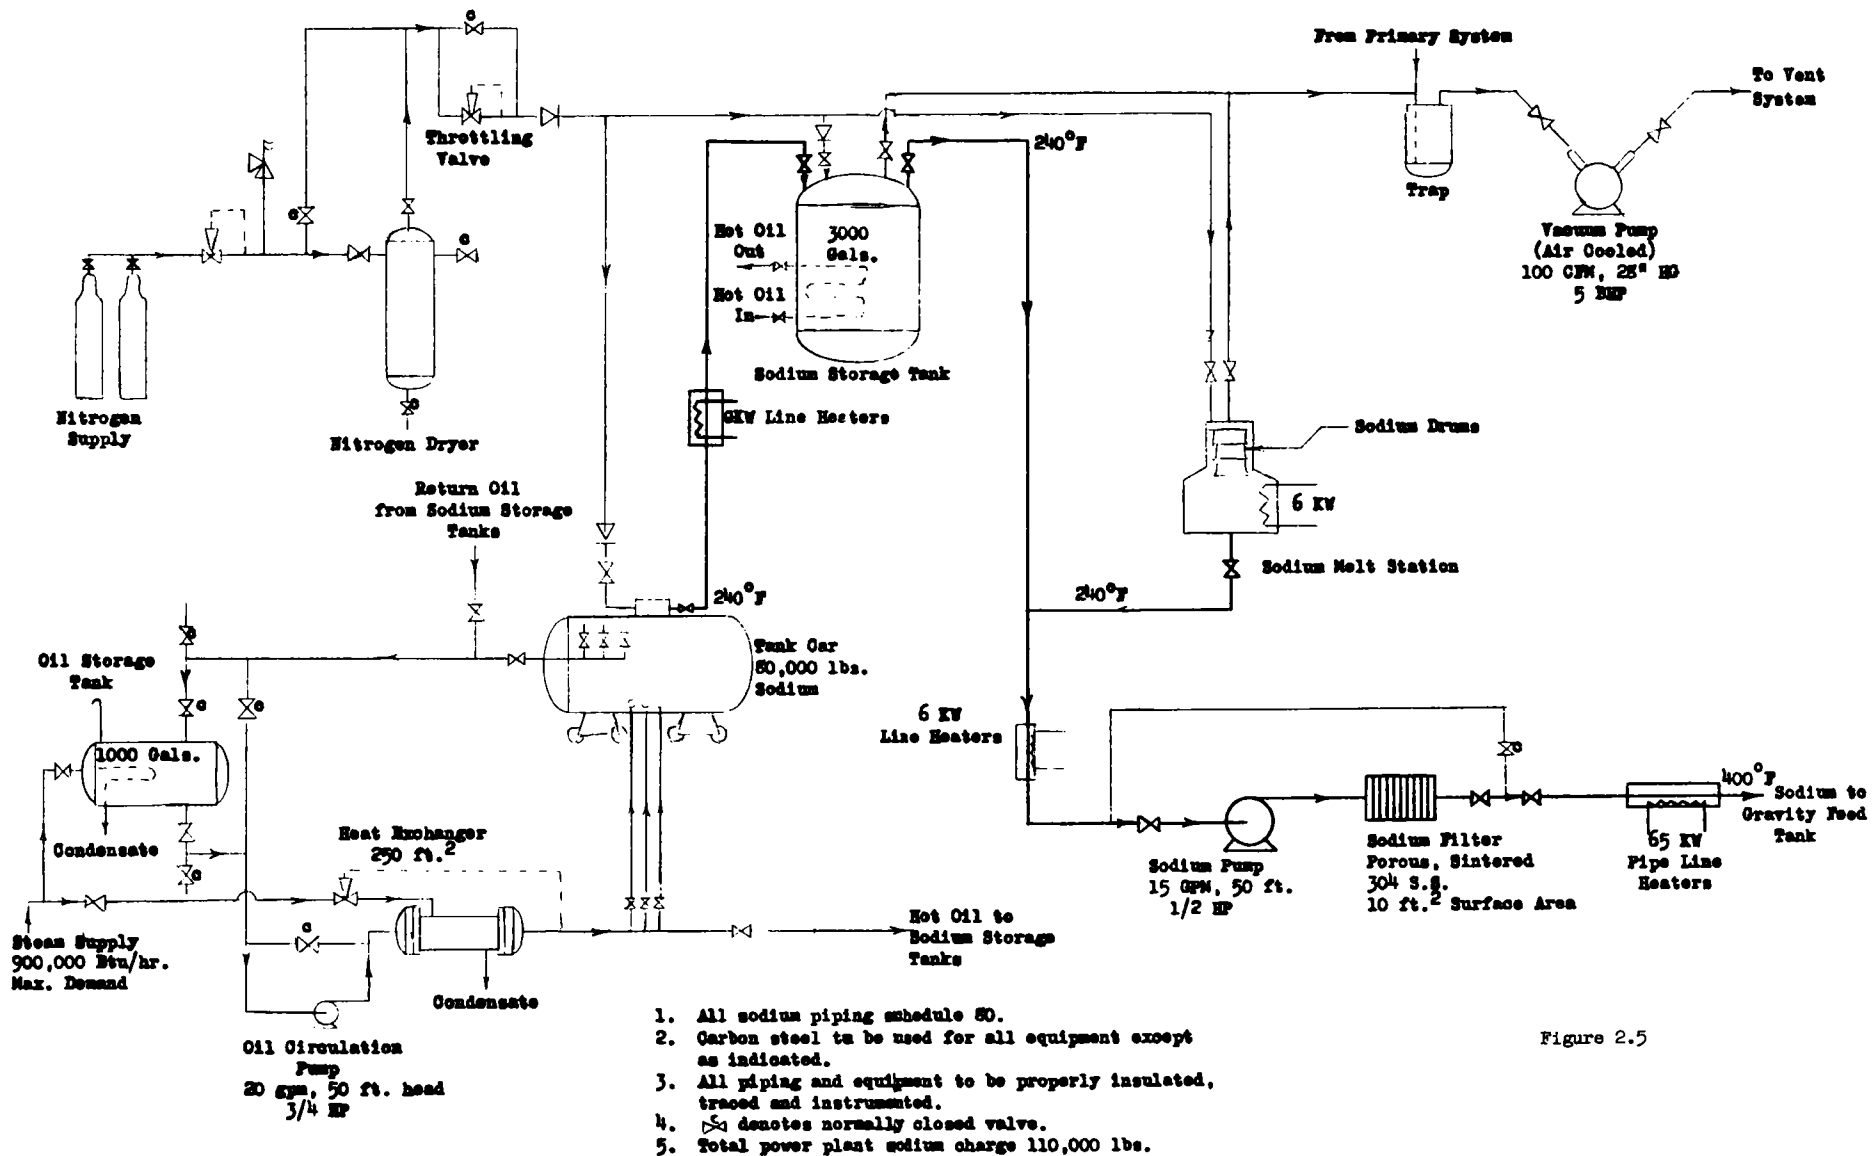 From Primary System
To Vent
System
Throttling
Valve
Trap
Vacuum Pump
(Air Cooled)
100 CFM, 28" HG
5 BHP
240°F
Hot Oil
Out
3000
Gals.
Hot Oil
In
Sodium Storage Tank
Nitrogen
Supply
Nitrogen Dryer
6KW Line Heaters
Sodium Drums
6 KW
Sodium Melt Station
Return Oil
from Sodium Storage
Tanks
240°F
240°F
Tank Car
80,000 lbs.
Sodium
Oil Storage
Tank
1000 Gals.
Condensate
6 KW
Line Heaters
400°F
Sodium to
Gravity Feed
Tank
65 KW
Pipe Line
Heaters
Sodium Filter
Porous, Sintered
304 S.S.
10 ft.2 Surface Area
Sodium Pump
15 GPM, 50 ft.
1/2 HP
Heat Exchanger
250 ft.2
Steam Supply
900,000 Btu/hr.
Max. Demand
Condensate
Hot Oil to
Sodium Storage
Tanks
Oil Circulation
Pump
20 gpm, 50 ft. head
3/4 HP
C
C
C
C
C
C
C
C
C
C
C
1. All sodium piping schedule 80.
2. Carbon steel to be used for all equipment except
as indicated.
3. All piping and equipment to be properly insulated,
traced and instrumented.
4. C denotes normally closed valve.
5. Total power plant sodium charge 110,000 lbs.
Figure 2.5